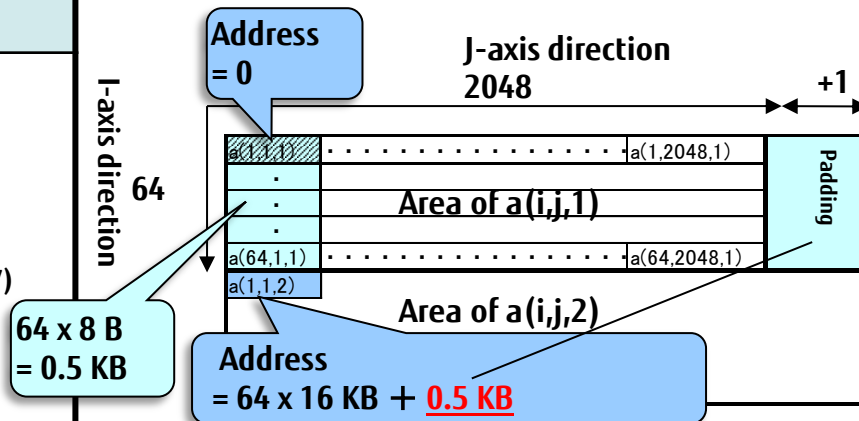 Address
= 0
J-axis direction
2048
+1
I-axis direction
64
a(1,1,1)
a(1,2048,1)
Padding
Area of a(i,j,1)
a(64,1,1)
a(64,2048,1)
a(1,1,2)
Area of a(i,j,2)
64 x 8 B
= 0.5 KB
Address
= 64 x 16 KB + 0.5 KB